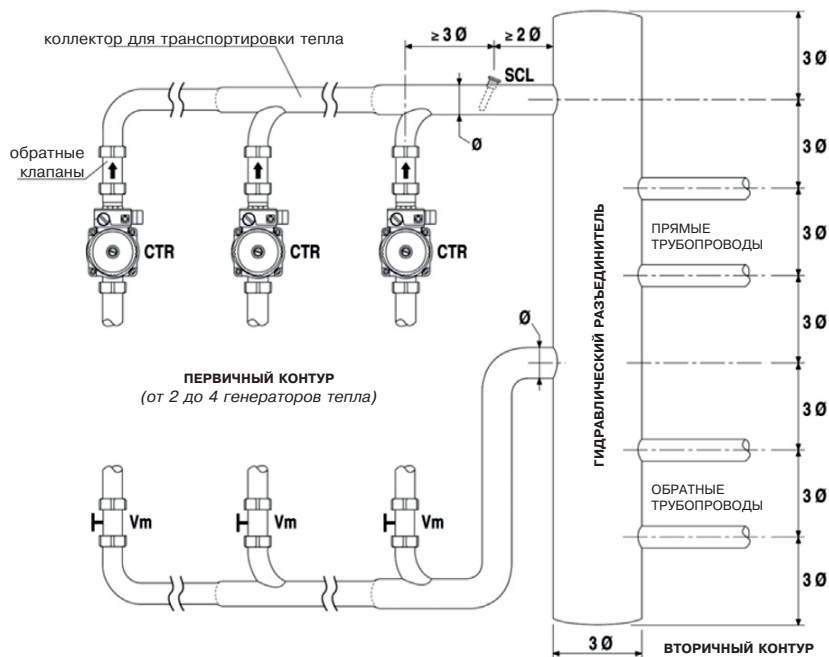 коллектор для транспортировки тепла
≥ 3 Ø
≥ 2 Ø
SCL
3 Ø
Ø
обратные
клапаны
3 Ø
CTR
CTR
CTR
ГИДРАВЛИЧЕСКИЙ РАЗЪЕДИНИТЕЛЬ
ПРЯМЫЕ
ТРУБОПРОВОДЫ
3 Ø
Ø
3 Ø
ПЕРВИЧНЫЙ КОНТУР
(от 2 до 4 генераторов тепла)
3 Ø
Vm
Vm
Vm
ОБРАТНЫЕ
ТРУБОПРОВОДЫ
3 Ø
3 Ø
3 Ø
ВТОРИЧНЫЙ КОНТУР